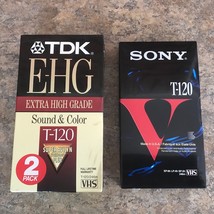 TDK
E-HG
EXTRA HIGH GRADE
Sound & Color
T-120
2
PACK
VHS
SONY
T-120
V
VHS